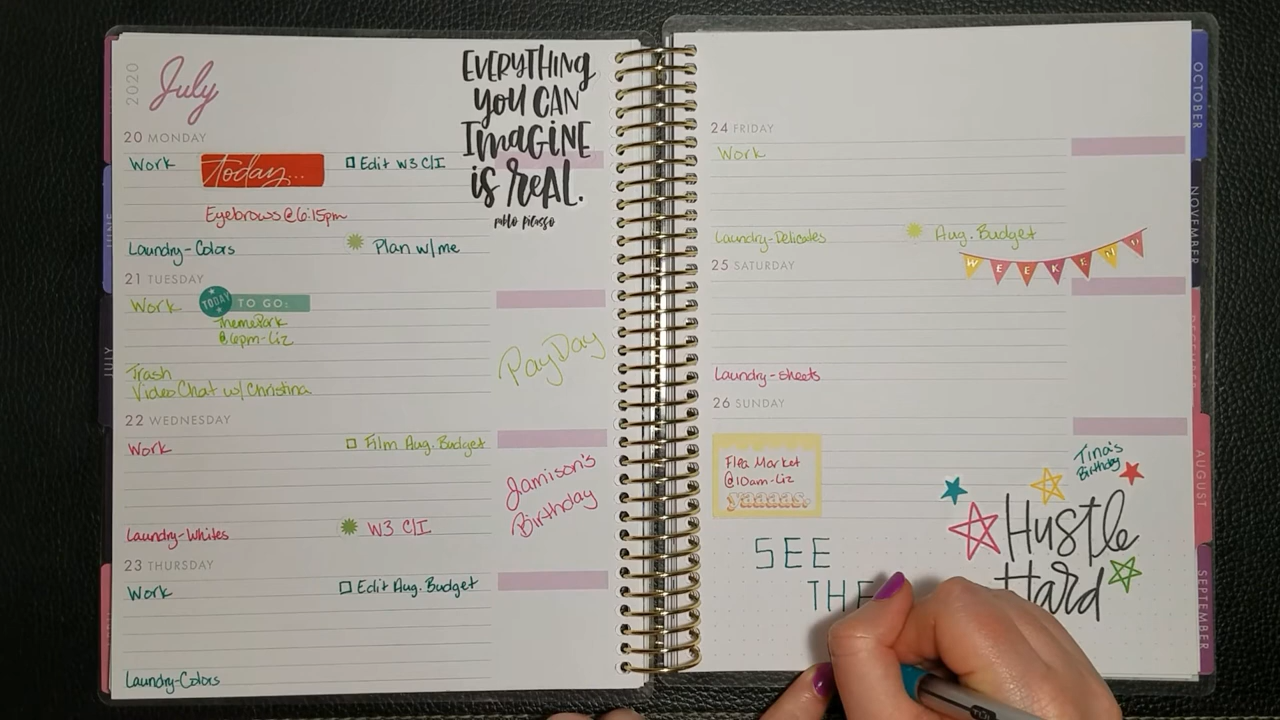 2020
July
EVERYTHING
YOU CAN
IMAGINE
IS REAL.
pablo picasso
20 MONDAY
Work
today...
Edit W3 C/I
Eyebrows @ 6:15pm
Laundry-Colors
Plan w/me
21 TUESDAY
Work
TODAY
TO GO:
ThemePark
@6pm-Liz
PayDay
Trash
Video Chat w/ Christina
22 WEDNESDAY
Work
Film Aug. Budget
Jamison's
Birthday
Laundry-Whites
W3 C/I
23 THURSDAY
Work
Edit Aug. Budget
Laundry-Colors
24 FRIDAY
Work
Laundry-Delicates
Aug. Budget
WEEKEND
25 SATURDAY
Laundry-Sheets
26 SUNDAY
Flea Market
@10am-Liz
yaaaas.
Tina's
Birthday
Hustle
Hard
SEE
THE
JULY
OCTOBER
NOVEMBER
DECEMBER
AUGUST
SEPTEMBER